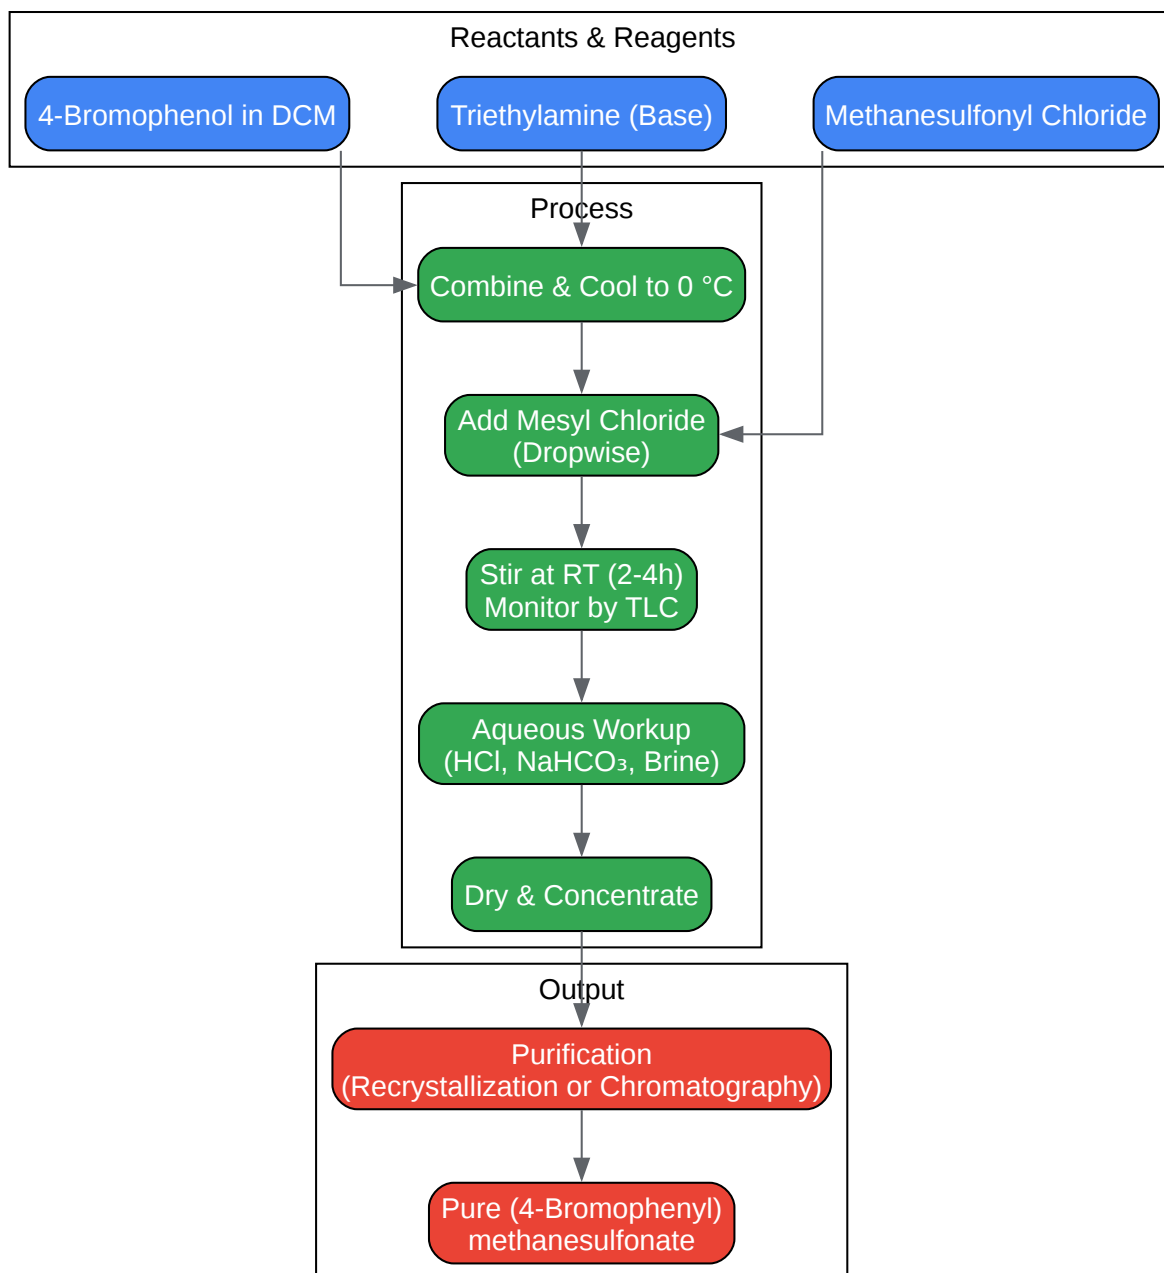 Reactants & Reagents
4-Bromophenol in DCM
Triethylamine (Base)
Methanesulfonyl Chloride
Process
Combine & Cool to 0 °C
Add Mesyl Chloride
(Dropwise)
Stir at RT (2-4h)
Monitor by TLC
Aqueous Workup
(HCl, NaHCO₃, Brine)
Dry & Concentrate
Output
Purification
(Recrystallization or Chromatography)
Pure (4-Bromophenyl)
methanesulfonate